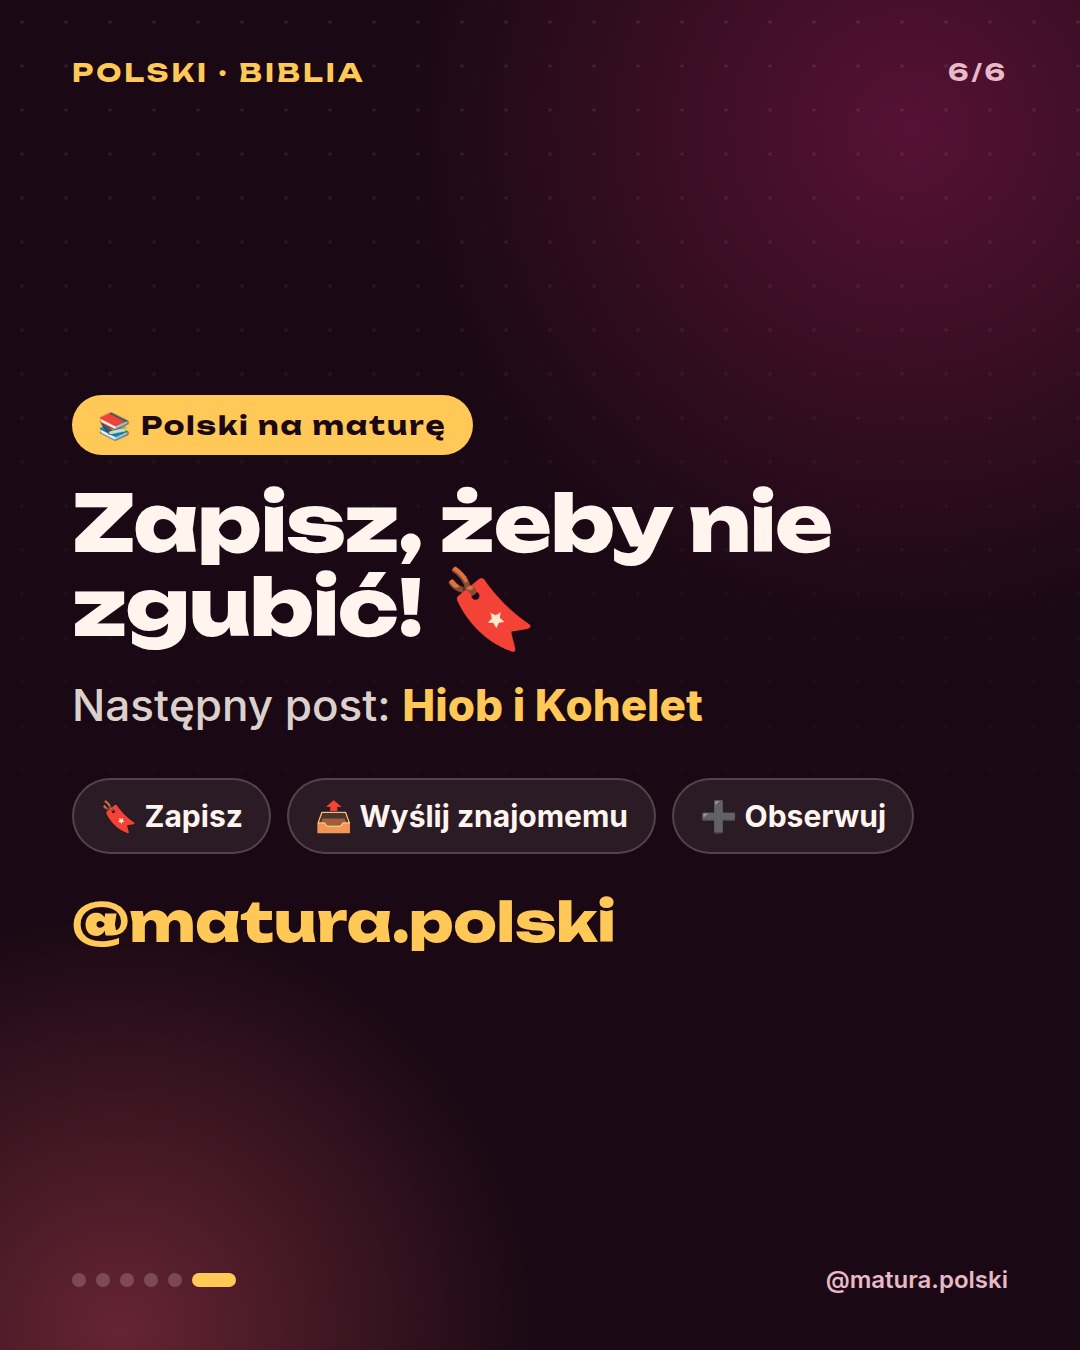 POLSKI · BIBLIA
6/6
📚 Polski na maturę
Zapisz, żeby nie
zgubić! 🔖
Następny post: Hiob i Kohelet
🔖 Zapisz
📤 Wyślij znajomemu
➕ Obserwuj
@matura.polski
@matura.polski